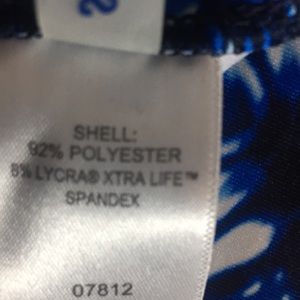 S
SHELL:
92% POLYESTER
8% LYCRA® XTRA LIFE™
SPANDEX
07812